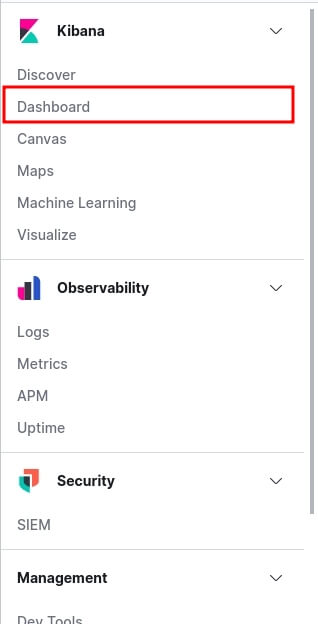 Kibana
Discover
Dashboard
Canvas
Maps
Machine Learning
Visualize
Observability
Logs
Metrics
APM
Uptime
Security
SIEM
Management
Dev Tools